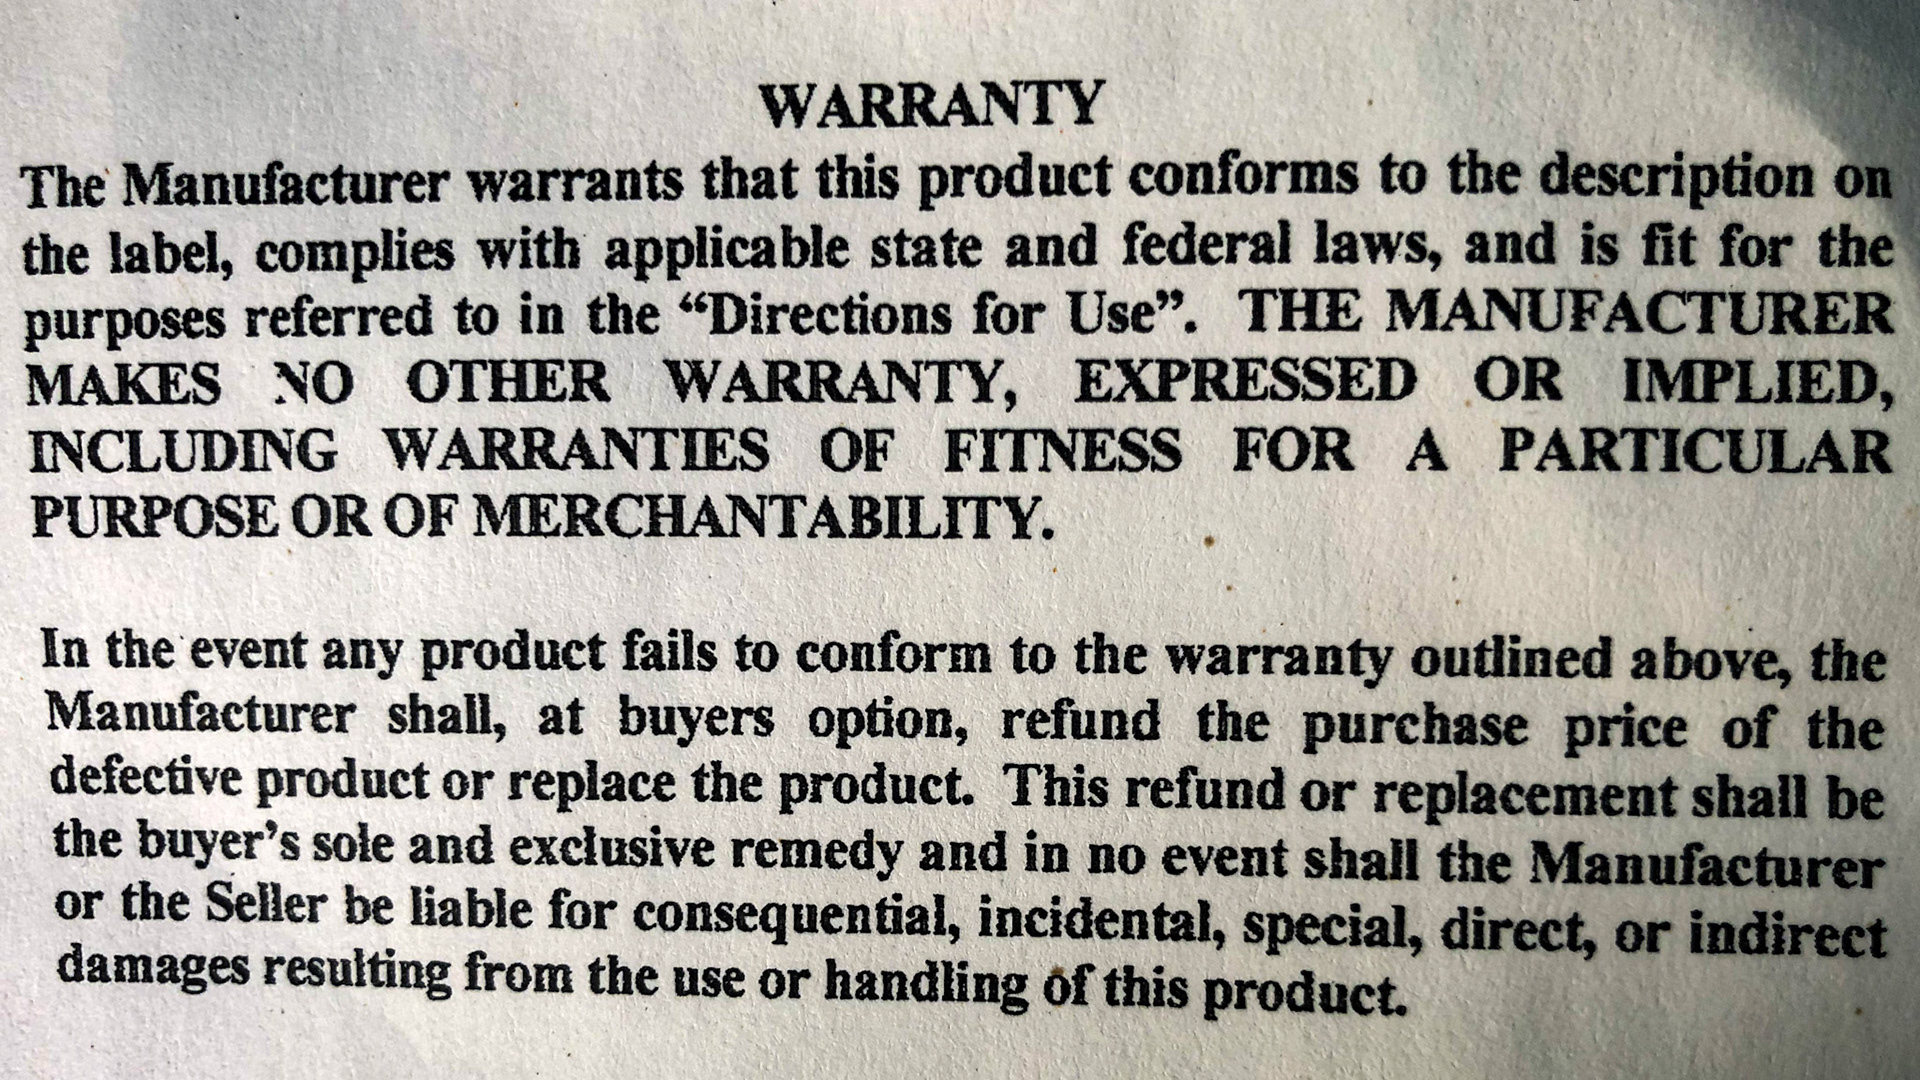 WARRANTY
The Manufacturer warrants that this product conforms to the description on
the label, complies with applicable state and federal laws, and is fit for the
purposes referred to in the “Directions for Use”. THE MANUFACTURER
MAKES NO OTHER WARRANTY, EXPRESSED OR IMPLIED,
INCLUDING WARRANTIES OF FITNESS FOR A PARTICULAR
PURPOSE OR OF MERCHANTABILITY.
In the event any product fails to conform to the warranty outlined above, the
Manufacturer shall, at buyers option, refund the purchase price of the
defective product or replace the product. This refund or replacement shall be
the buyer’s sole and exclusive remedy and in no event shall the Manufacturer
or the Seller be liable for consequential, incidental, special, direct, or indirect
damages resulting from the use or handling of this product.